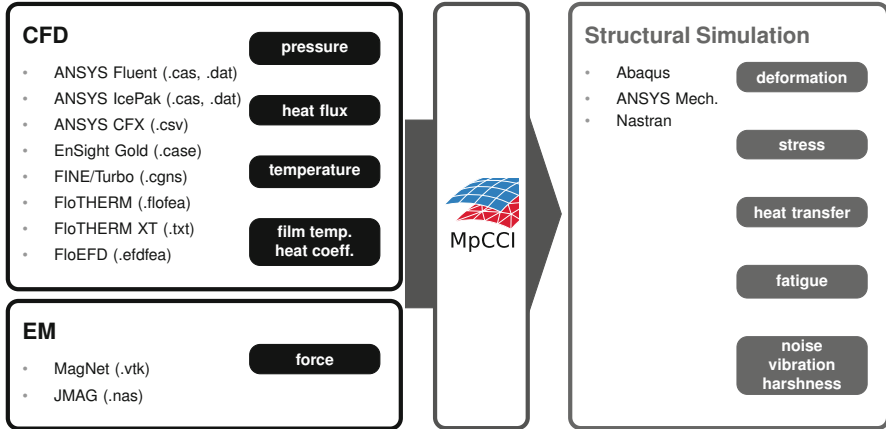 CFD
• ANSYS Fluent (.cas, .dat)
• ANSYS IcePak (.cas, .dat)
• ANSYS CFX (.csv)
• EnSight Gold (.case)
• FINE/Turbo (.cgns)
• FloTHERM (.flofea)
• FloTHERM XT (.txt)
• FloEFD (.efdfea)
pressure
heat flux
temperature
film temp.
heat coeff.
EM
• MagNet (.vtk)
• JMAG (.nas)
force
MpCCI
Structural Simulation
• Abaqus
• ANSYS Mech.
• Nastran
deformation
stress
heat transfer
fatigue
noise
vibration
harshness